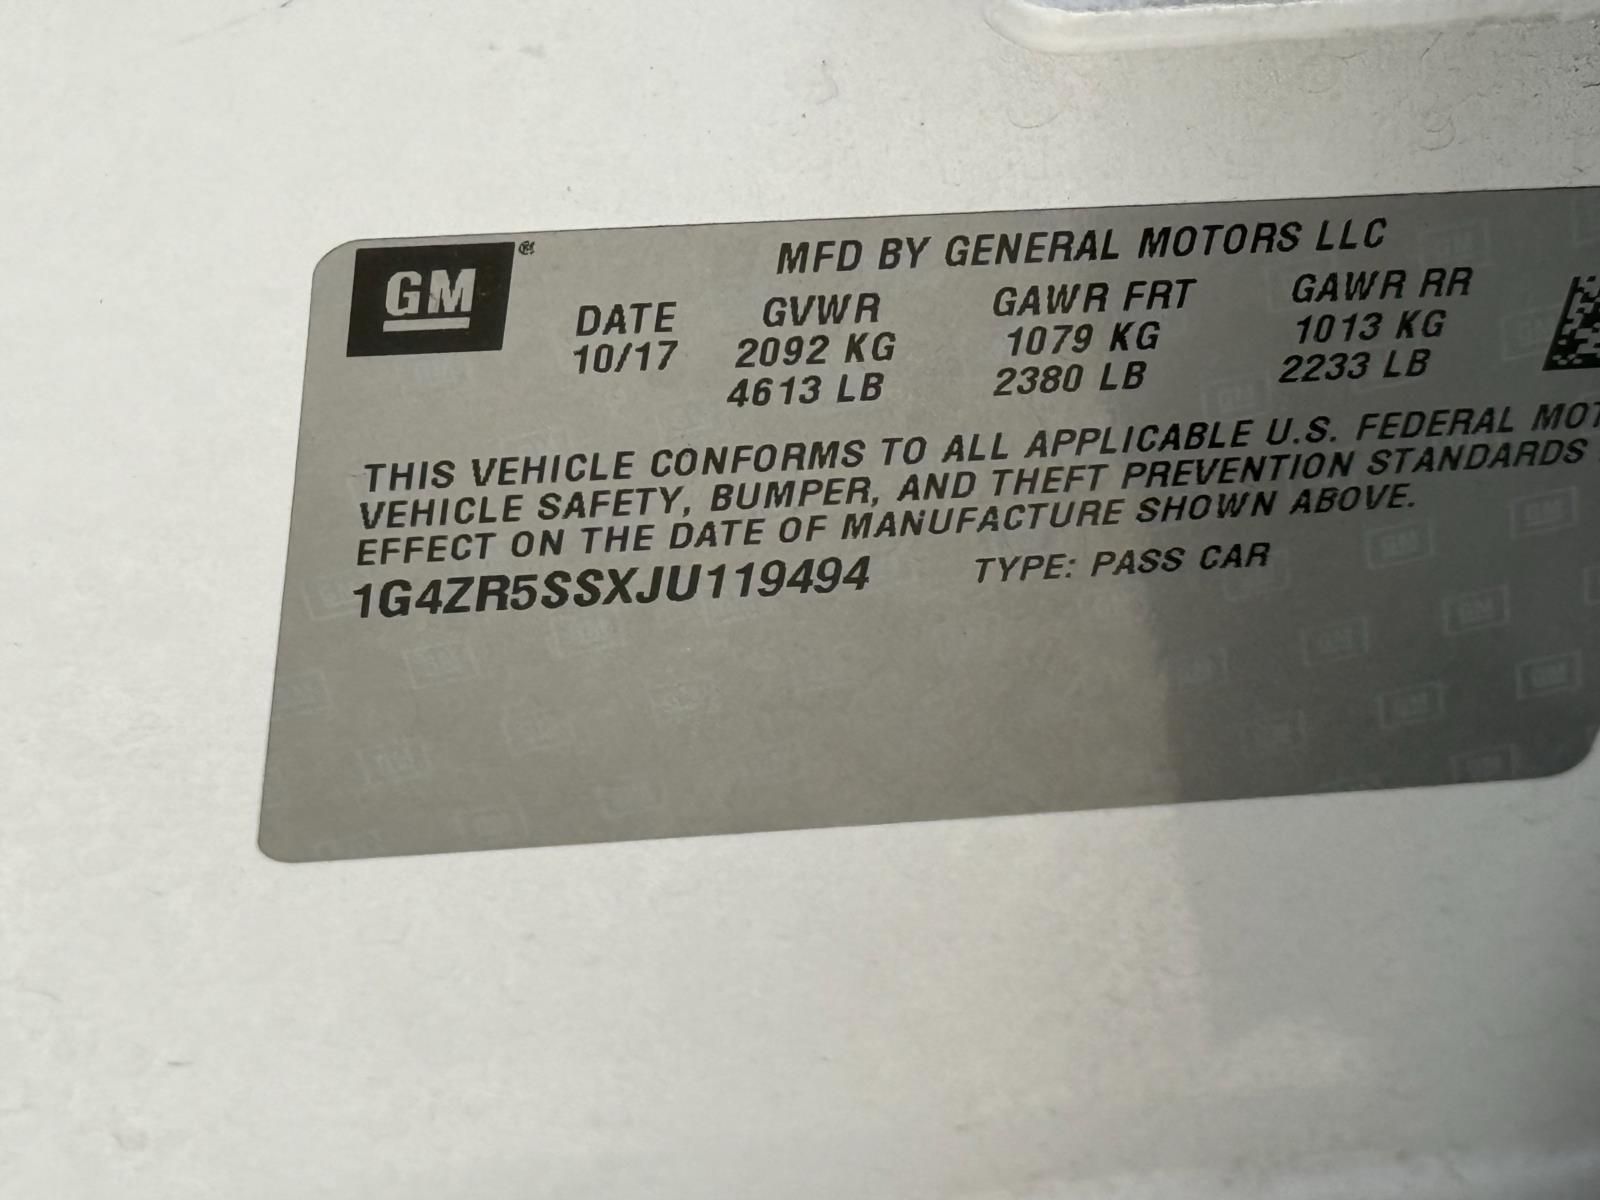 GM ®
MFD BY GENERAL MOTORS LLC
DATE GVWR GAWR FRT GAWR RR
10/17 2092 KG 1079 KG 1013 KG
4613 LB 2380 LB 2233 LB
THIS VEHICLE CONFORMS TO ALL APPLICABLE U.S. FEDERAL MOT
VEHICLE SAFETY, BUMPER, AND THEFT PREVENTION STANDARDS
EFFECT ON THE DATE OF MANUFACTURE SHOWN ABOVE.
1G4ZR5SSXJU119494 TYPE: PASS CAR